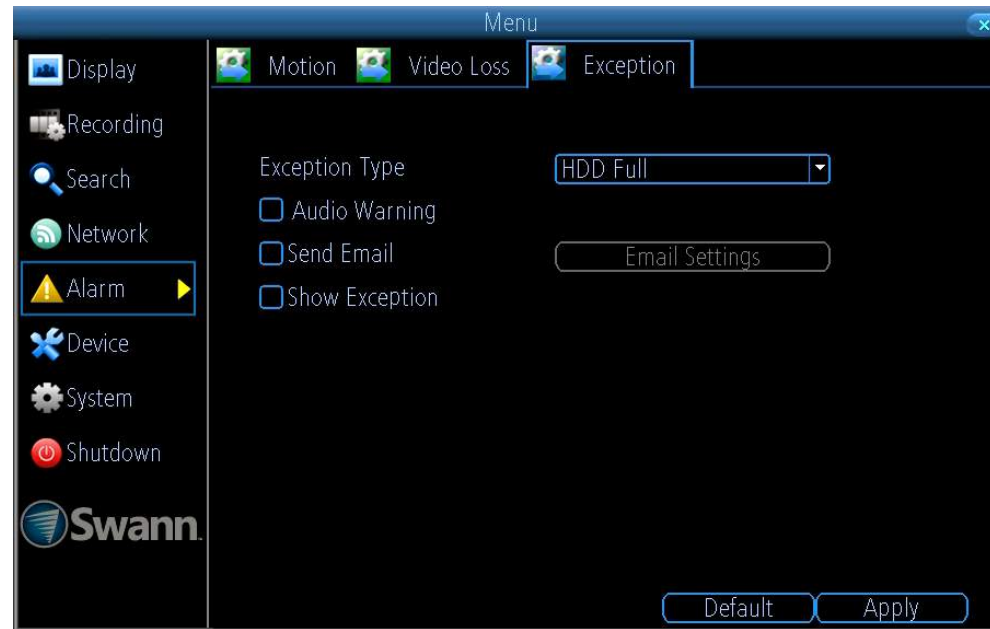 Menu
Display
Recording
Search
Network
Alarm
Device
System
Shutdown
Swann.
Motion Video Loss Exception
Exception Type HDD Full
Audio Warning
Send Email Email Settings
Show Exception
Default Apply